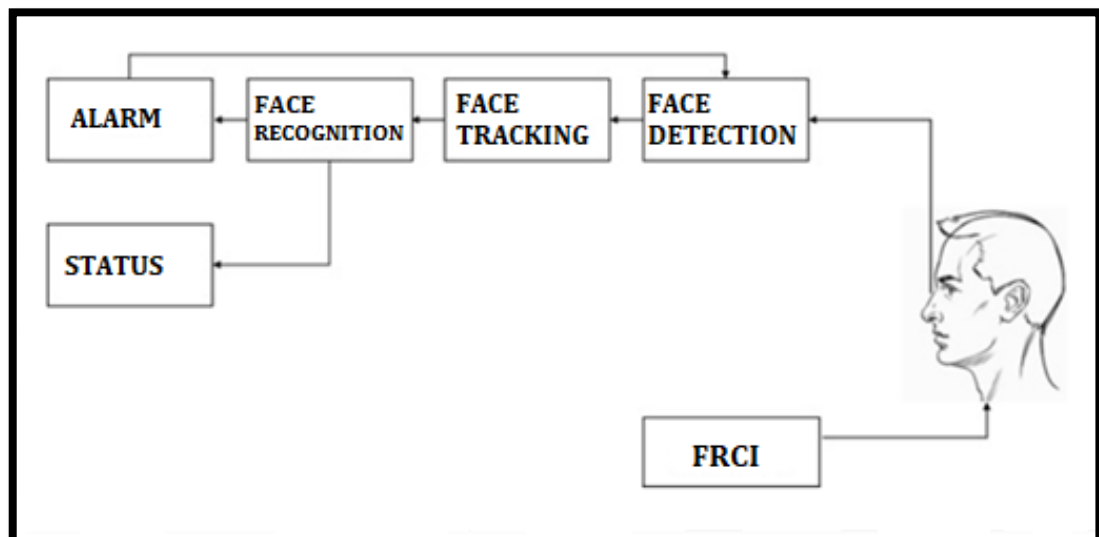 ALARM
FACE
RECOGNITION
FACE
TRACKING
FACE
DETECTION
STATUS
FRCI